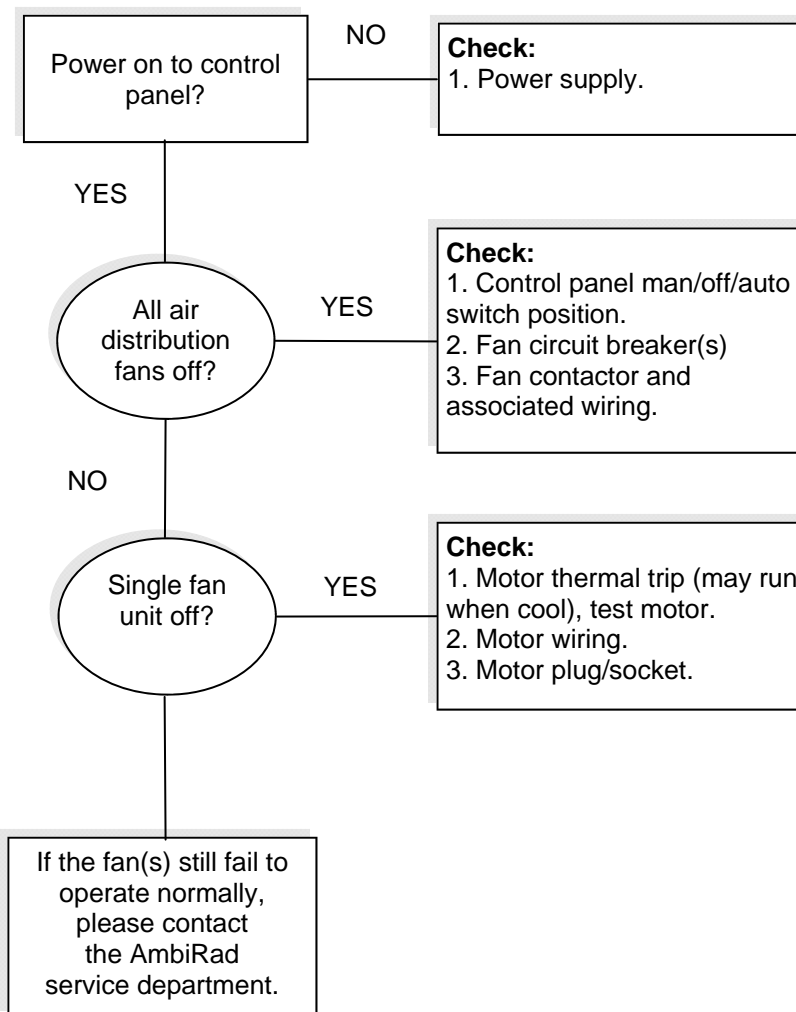 Power on to control
panel?
NO
Check:
1. Power supply.
YES
All air
distribution
fans off?
YES
Check:
1. Control panel man/off/auto
switch position.
2. Fan circuit breaker(s)
3. Fan contactor and
associated wiring.
NO
Single fan
unit off?
YES
Check:
1. Motor thermal trip (may run
when cool), test motor.
2. Motor wiring.
3. Motor plug/socket.
If the fan(s) still fail to
operate normally,
please contact
the AmbiRad
service department.